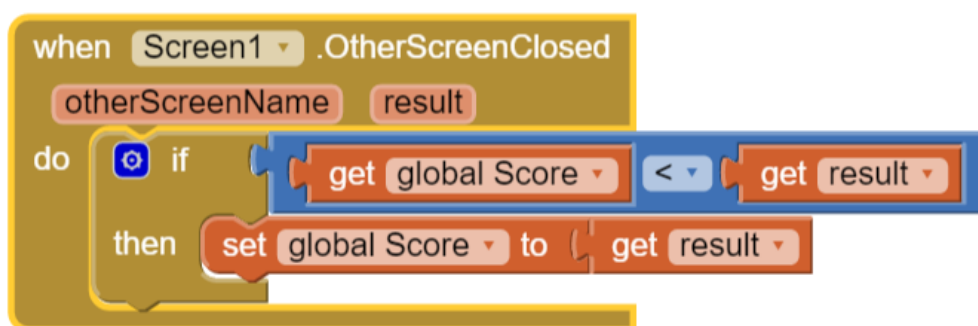 when Screen1 .OtherScreenClosed
otherScreenName result
do if get global Score < get result
then set global Score to get result